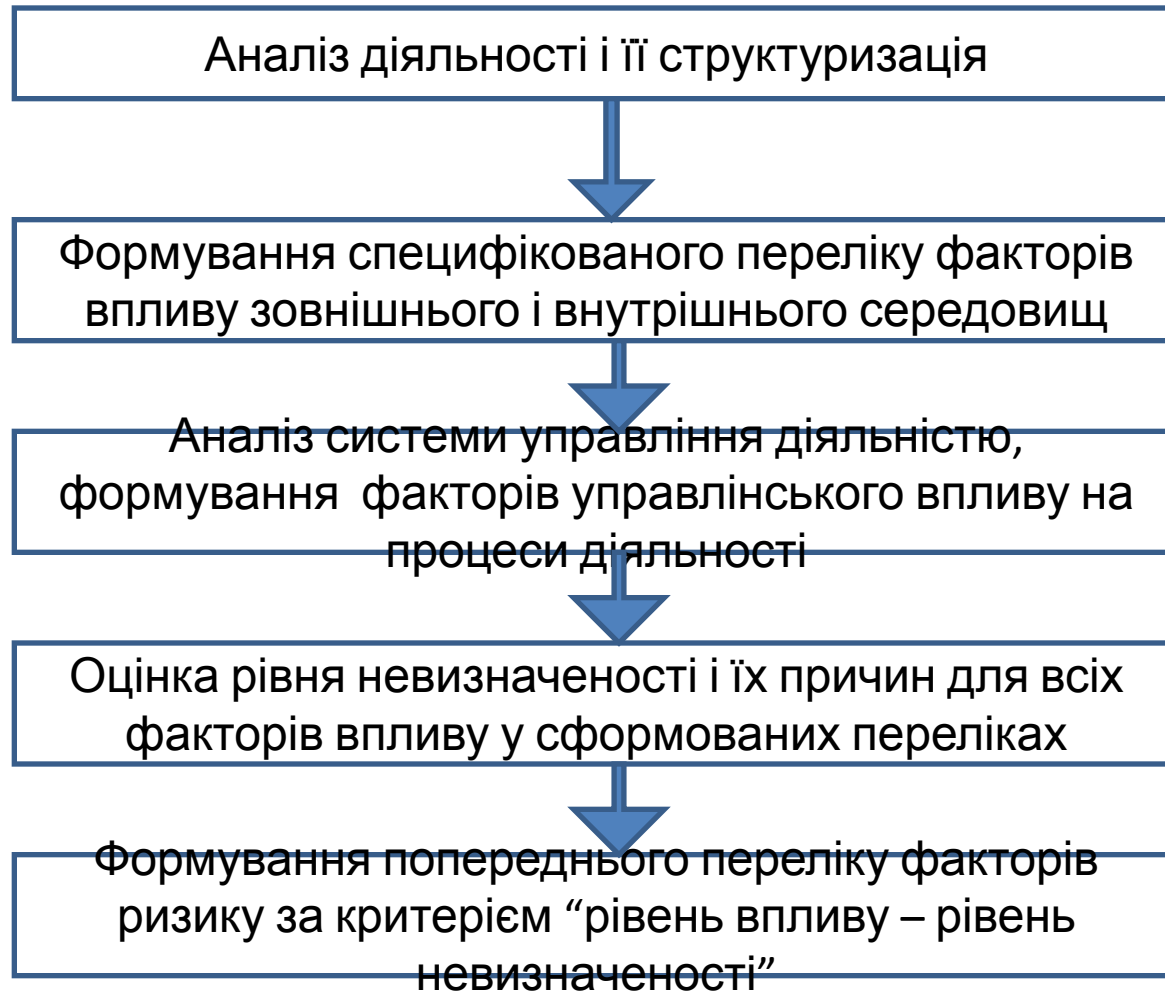 Аналіз діяльності і її структуризація
Формування специфікованого переліку факторів
впливу зовнішнього і внутрішнього середовищ
Аналіз системи управління діяльністю,
формування  факторів управлінського впливу на
процеси діяльності
Оцінка рівня невизначеності і їх причин для всіх
факторів впливу у сформованих переліках
Формування попереднього переліку факторів
ризику за критерієм “рівень впливу – рівень
невизначеності”